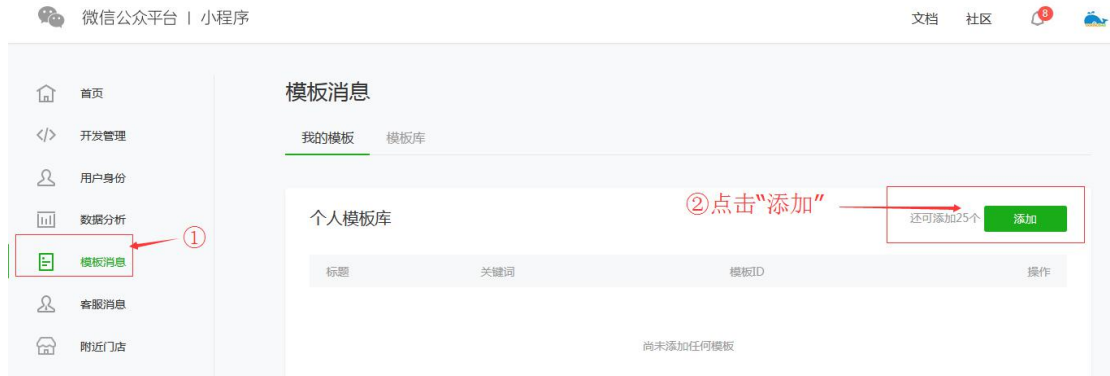 微信公众平台 | 小程序
文档 社区 8
首页
开发管理
用户身份
数据分析
模板消息
客服消息
附近门店
①
模板消息
我的模板 模板库
个人模板库
②点击“添加”
还可添加25个 添加
标题 关键词 模板ID 操作
尚未添加任何模板